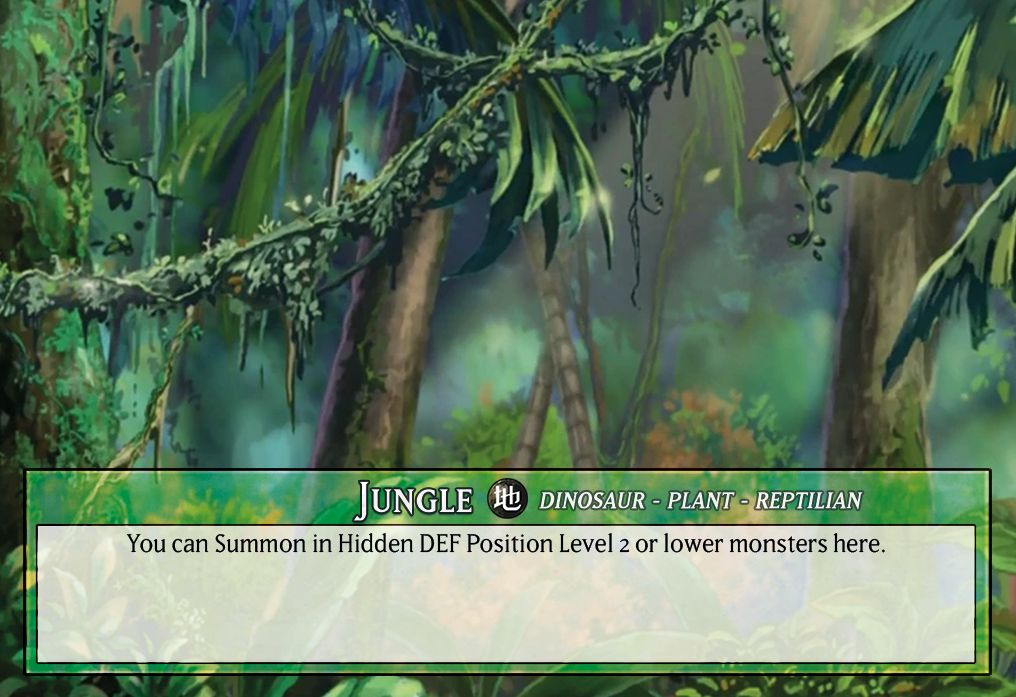 Jungle 地 DINOSAUR - PLANT - REPTILIAN
You can Summon in Hidden DEF Position Level 2 or lower monsters here.